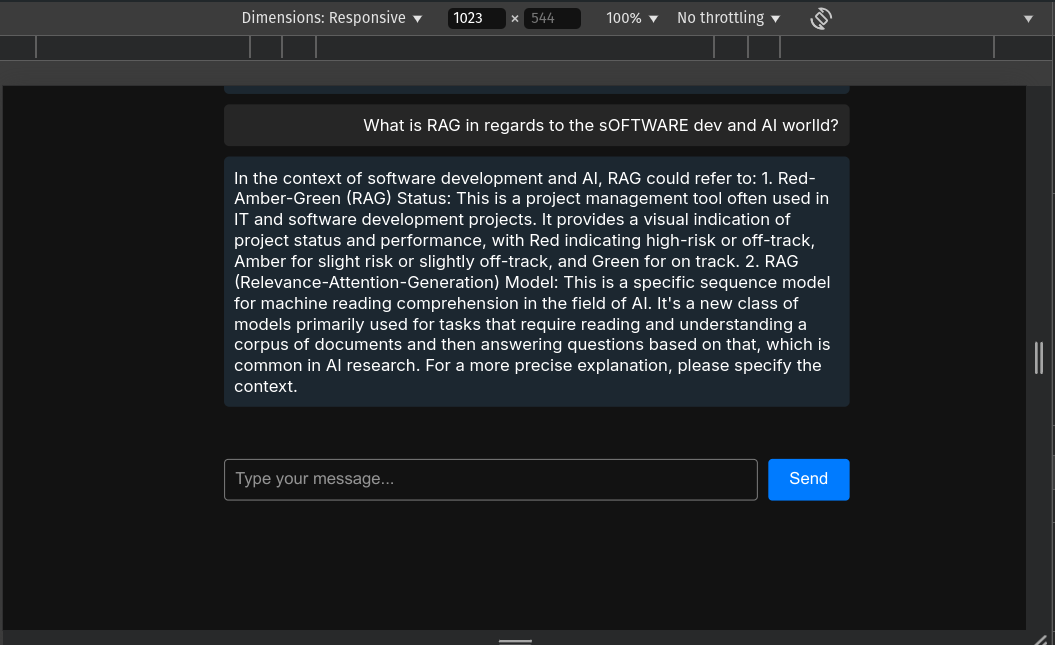 Dimensions: Responsive ▼ 1023 × 544 100% ▼ No throttling ▼
What is RAG in regards to the sOFTWARE dev and AI worlld?
In the context of software development and AI, RAG could refer to: 1. Red-
Amber-Green (RAG) Status: This is a project management tool often used in
IT and software development projects. It provides a visual indication of
project status and performance, with Red indicating high-risk or off-track,
Amber for slight risk or slightly off-track, and Green for on track. 2. RAG
(Relevance-Attention-Generation) Model: This is a specific sequence model
for machine reading comprehension in the field of AI. It's a new class of
models primarily used for tasks that require reading and understanding a
corpus of documents and then answering questions based on that, which is
common in AI research. For a more precise explanation, please specify the
context.
Type your message... Send